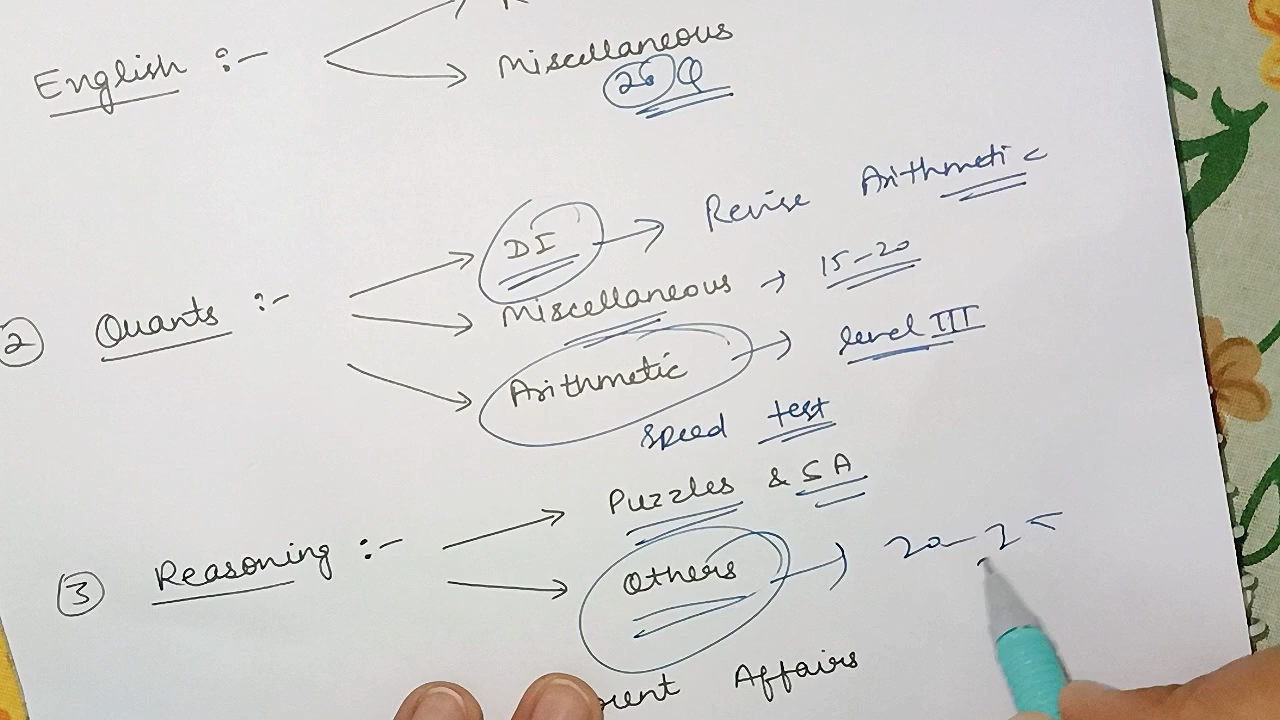 English :-
Miscellaneous
26 Q
2 Quants :-
DI → Revise Arithmetic
Miscellaneous → 15-20
Arithmetic → level III
speed test
3 Reasoning :-
Puzzles & SA
Others → 20-25
Affairs